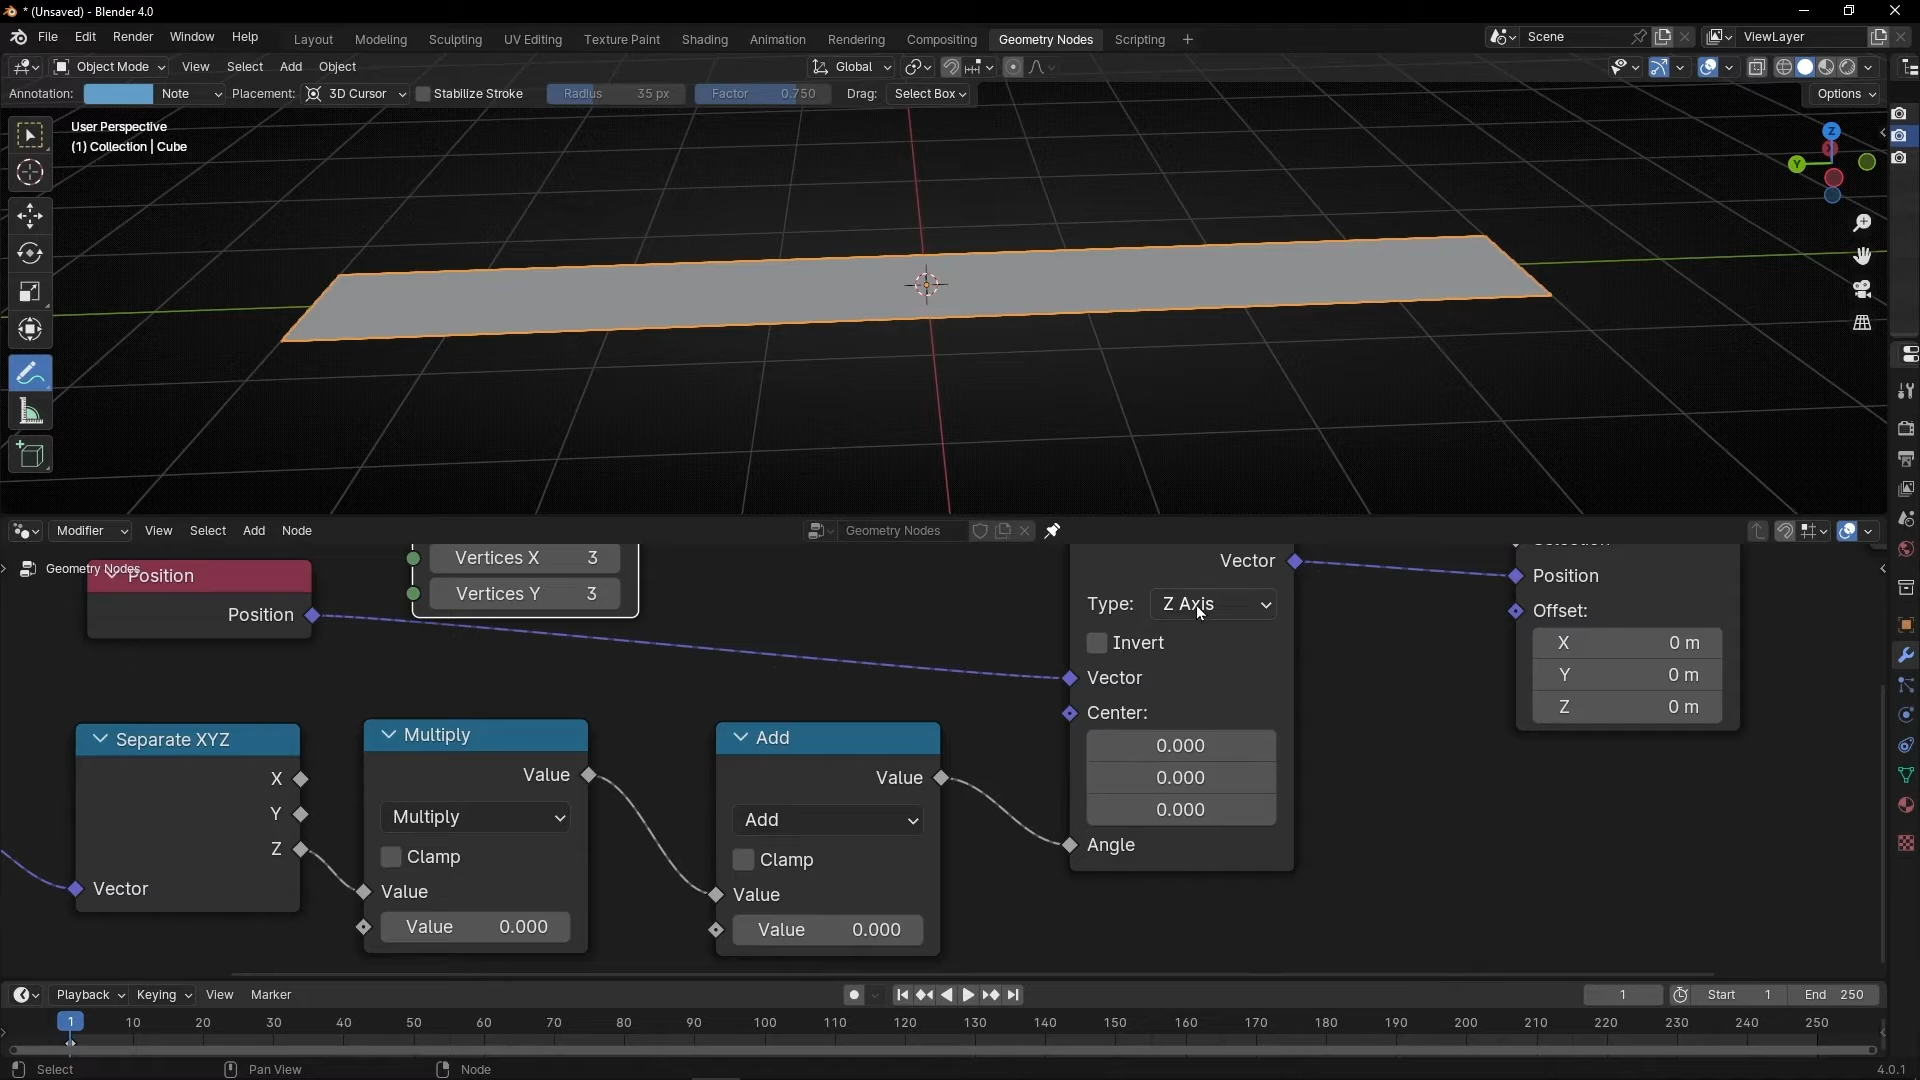 * (Unsaved) - Blender 4.0
File Edit Render Window Help Layout Modeling Sculpting UV Editing Texture Paint Shading Animation Rendering Compositing Geometry Nodes Scripting + Scene ViewLayer
Object Mode View Select Add Object Global
Annotation: Note Placement: 3D Cursor Stabilize Stroke Radius 35 px Factor 0.750 Drag: Select Box Options
User Perspective
(1) Collection | Cube
Z
Y
Modifier View Select Add Node Geometry Nodes
Geometry Nodes
Position
Position
Vertices X 3
Vertices Y 3
Separate XYZ
X
Y
Z
Vector
Multiply
Value
Multiply
Clamp
Value
Value 0.000
Add
Value
Add
Clamp
Value
Value 0.000
Vector
Type: Z Axis
Invert
Vector
Center:
0.000
0.000
0.000
Angle
Position
Offset:
X 0 m
Y 0 m
Z 0 m
Playback Keying View Marker 1 Start 1 End 250
1 10 20 30 40 50 60 70 80 90 100 110 120 130 140 150 160 170 180 190 200 210 220 230 240 250
Select Pan View Node 4.0.1